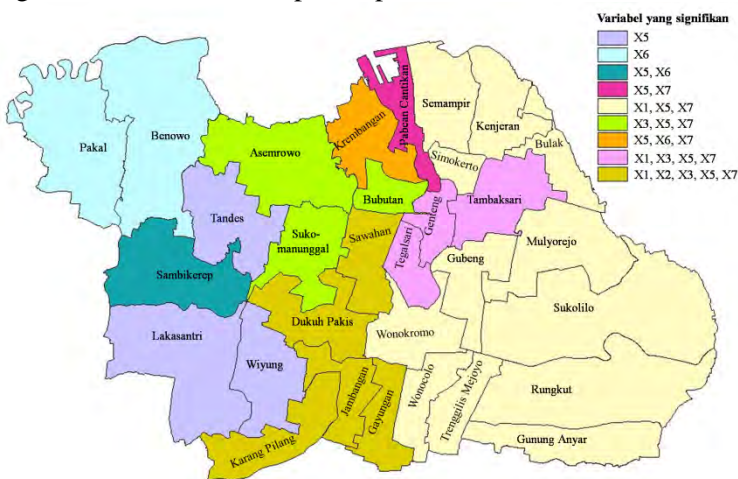 Variabel yang signifikan
X5
X6
X5, X6
X5, X7
X1, X5, X7
X3, X5, X7
X5, X6, X7
X1, X3, X5, X7
X1, X2, X3, X5, X7
Pakal
Benowo
Asemrowo
Krembangan
Pabean Cantikan
Semampir
Kenjeran
Bulak
Simokerto
Tandes
Suko-
manunggal
Bubutan
Sawahan
Genteng
Tegalsari
Tambaksari
Gubeng
Mulyorejo
Sukolilo
Sambikerep
Dukuh Pakis
Wonokromo
Lakasantri
Wiyung
Karang Pilang
Jambangan
Gayungan
Wonocolo
Trenggilis Mejoyo
Rungkut
Gunung Anyar